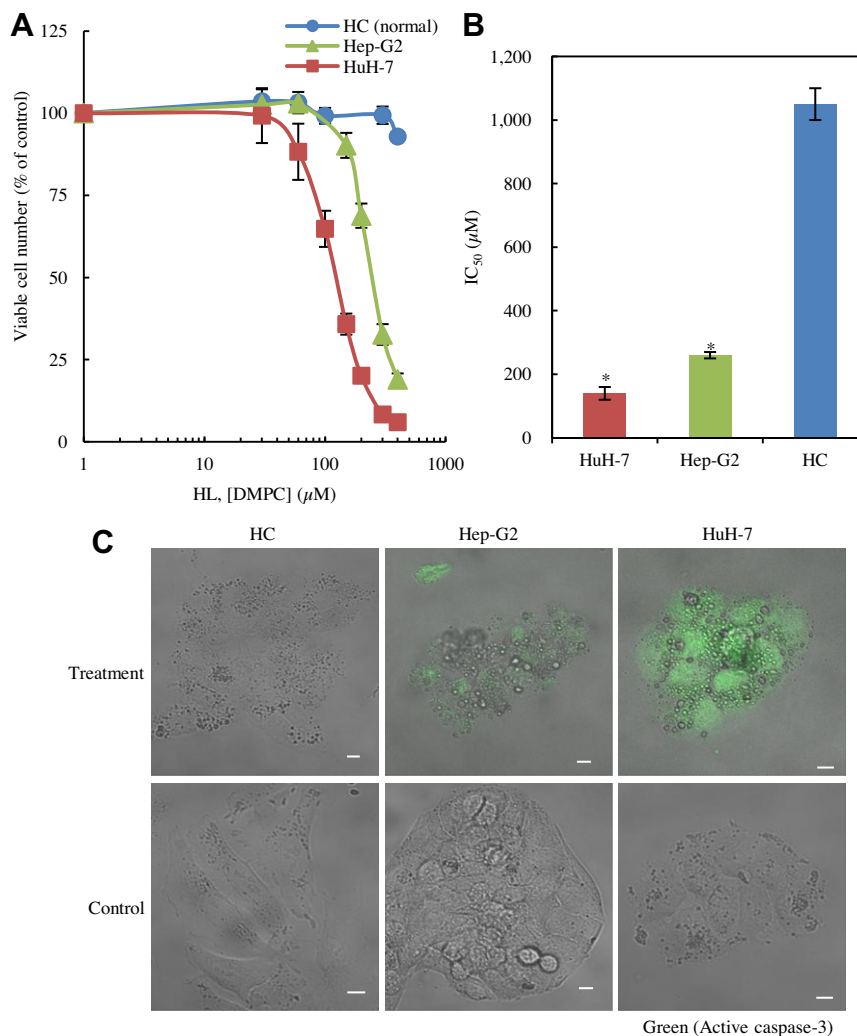 A
HC (normal)
Hep-G2
HuH-7
Viable cell number (% of control)
125
100
75
50
25
0
1
10
100
1000
HL, [DMPC] (µM)
B
IC₅₀ (µM)
1,200
1,000
800
600
400
200
0
*
*
HuH-7
Hep-G2
HC
C
HC
Hep-G2
HuH-7
Treatment
Control
Green (Active caspase-3)